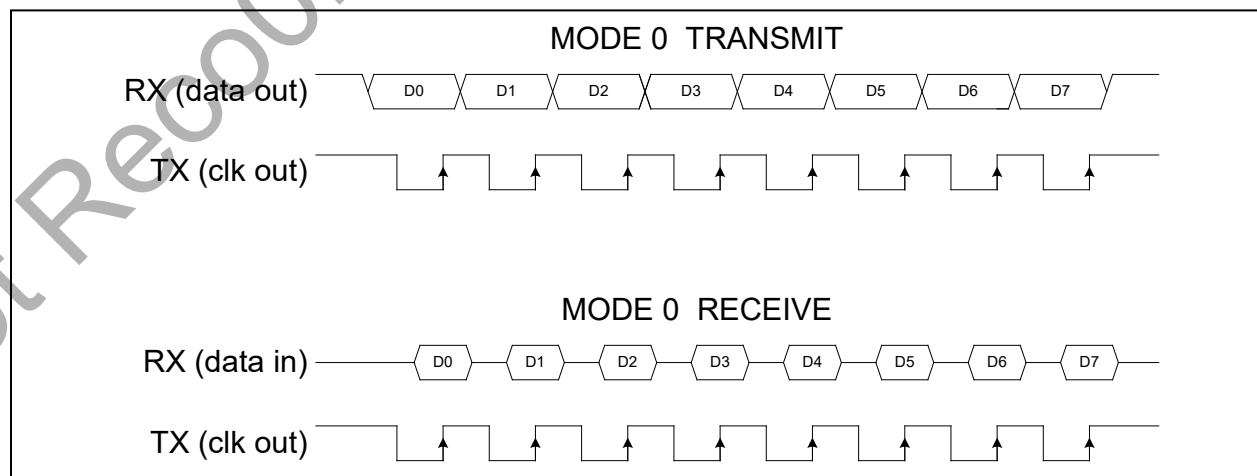 MODE 0 TRANSMIT
RX (data out) D0 D1 D2 D3 D4 D5 D6 D7
TX (clk out)
MODE 0 RECEIVE
RX (data in) D0 D1 D2 D3 D4 D5 D6 D7
TX (clk out)